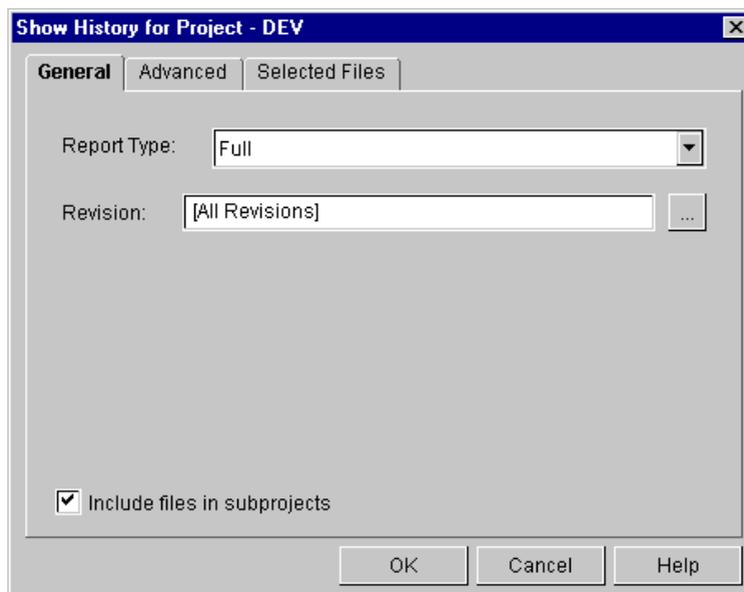 Show History for Project - DEV
General Advanced Selected Files
Report Type: Full
Revision: [All Revisions] ...
Include files in subprojects
OK Cancel Help